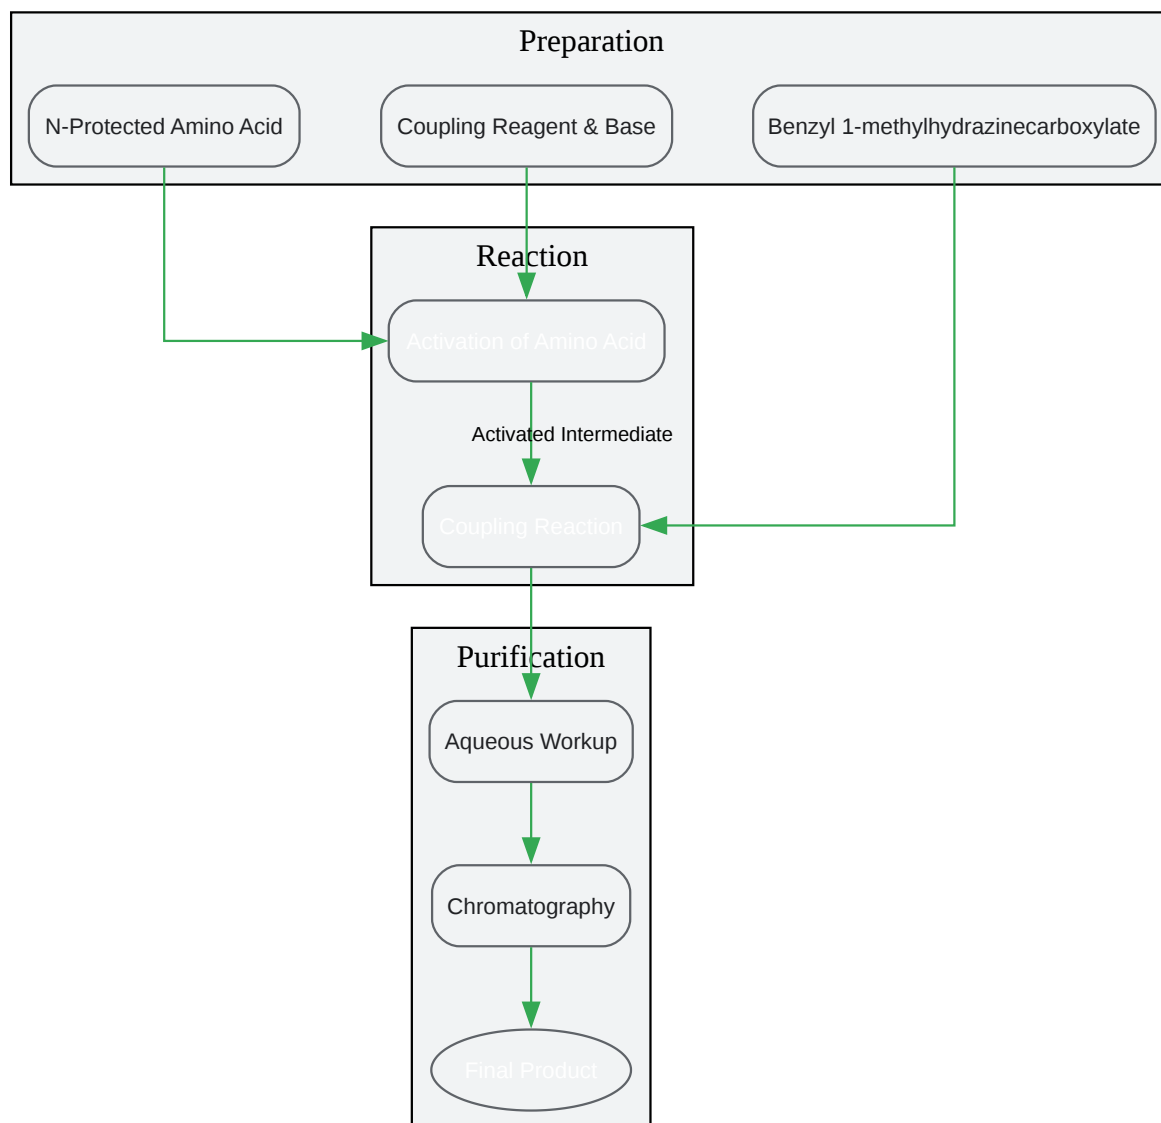 Preparation
N-Protected Amino Acid
Coupling Reagent & Base
Benzyl 1-methylhydrazinecarboxylate
Reaction
Activation of Amino Acid
Activated Intermediate
Coupling Reaction
Purification
Aqueous Workup
Chromatography
Final Product